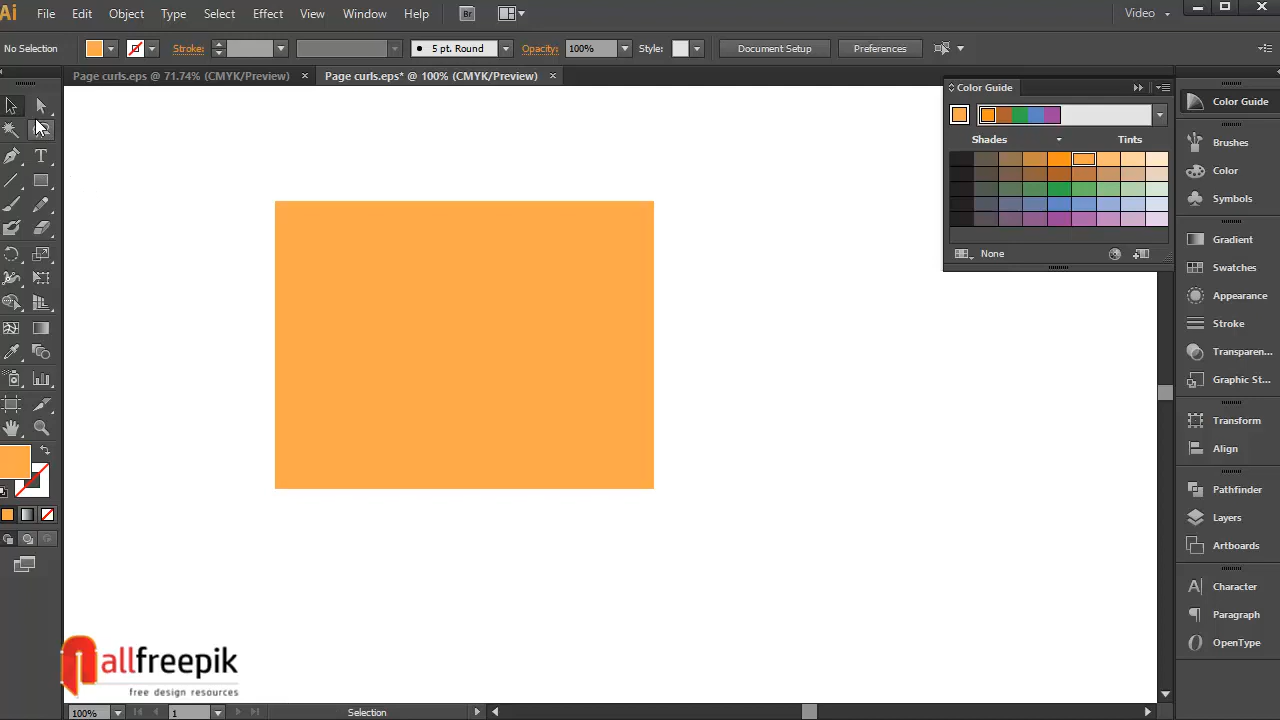 Ai File Edit Object Type Select Effect View Window Help Br Video
No Selection Stroke: 5 pt. Round Opacity: 100% Style: Document Setup Preferences
Page curls.eps @ 71.74% (CMYK/Preview) × Page curls.eps* @ 100% (CMYK/Preview) ×
Color Guide
Shades Tints
None
Color Guide
Brushes
Color
Symbols
Gradient
Swatches
Appearance
Stroke
Transparen...
Graphic St...
Transform
Align
Pathfinder
Layers
Artboards
Character
Paragraph
OpenType
allfreepik
free design resources
100% 1 Selection